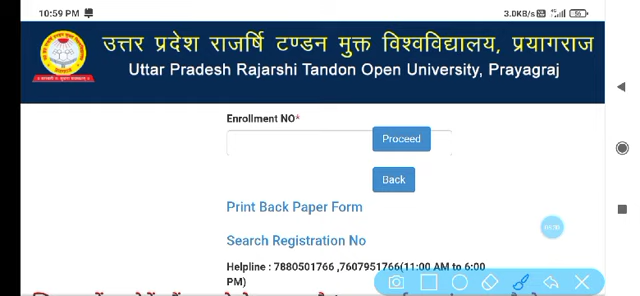 10:59 PM
3.0KB/s
56
उत्तर प्रदेश राजर्षि टण्डन मुक्त विश्वविद्यालय, प्रयागराज
Uttar Pradesh Rajarshi Tandon Open University, Prayagraj
Enrollment NO*
Proceed
Back
Print Back Paper Form
Search Registration No
Helpline : 7880501766 ,7607951766(11:00 AM to 6:00
PM)